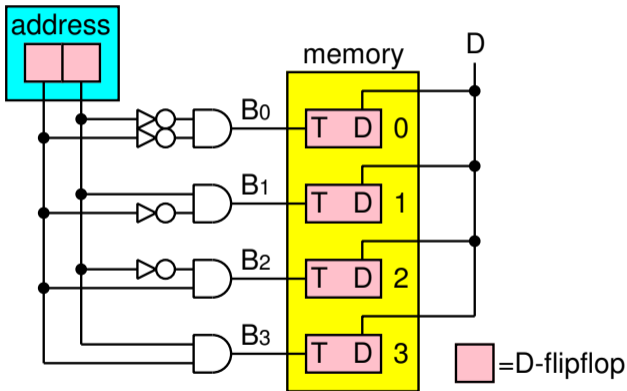 address
memory
D
B0
T D 0
B1
T D 1
B2
T D 2
B3
T D 3
=D-flipflop